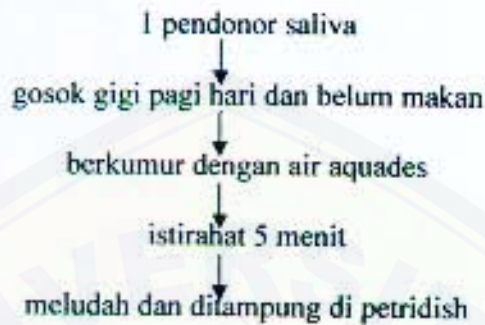 1 pendonor saliva
gosok gigi pagi hari dan belum makan
berkumur dengan air aquades
istirahat 5 menit
meludah dan ditampung di petridish